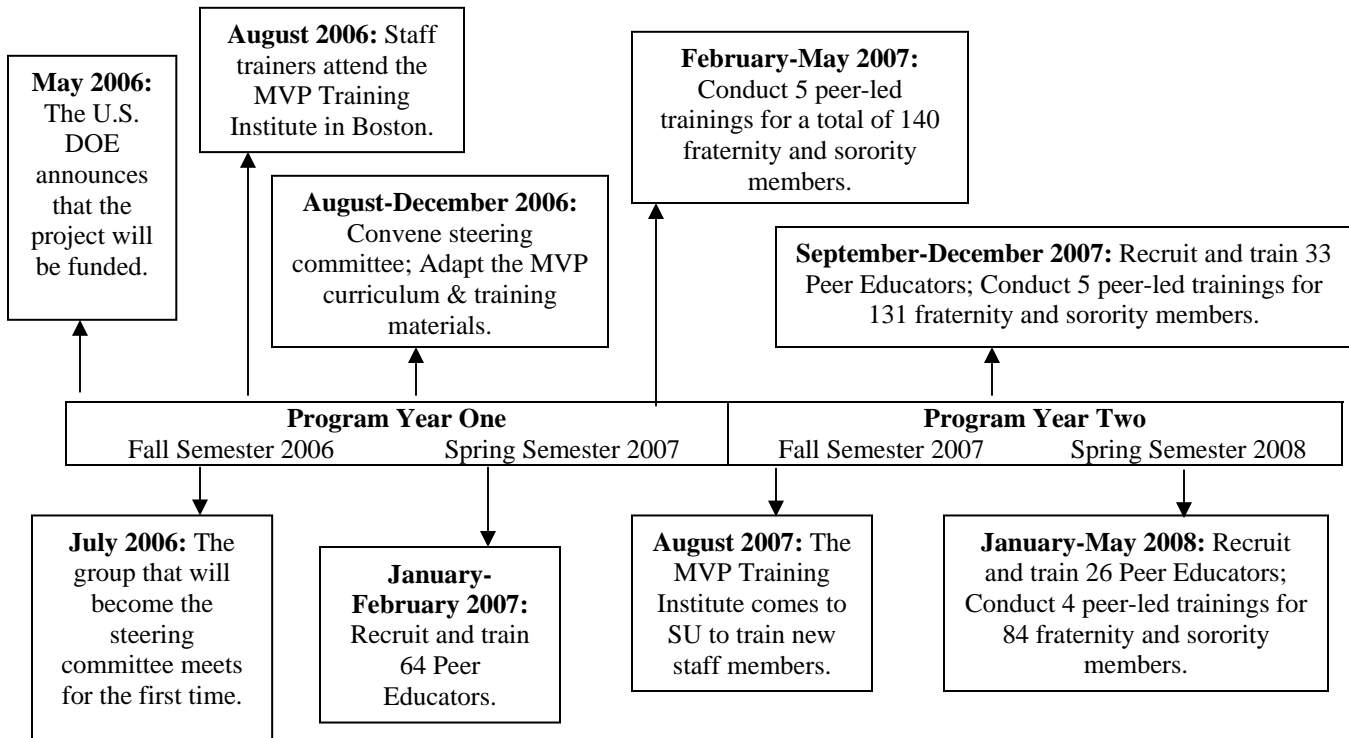 May 2006:
The U.S.
DOE
announces
that the
project will
be funded.
August 2006: Staff
trainers attend the
MVP Training
Institute in Boston.
August-December 2006:
Convene steering
committee; Adapt the MVP
curriculum & training
materials.
February-May 2007:
Conduct 5 peer-led
trainings for a total of 140
fraternity and sorority
members.
September-December 2007: Recruit and train 33
Peer Educators; Conduct 5 peer-led trainings for
131 fraternity and sorority members.
Program Year One
Fall Semester 2006 Spring Semester 2007
Program Year Two
Fall Semester 2007 Spring Semester 2008
July 2006: The
group that will
become the
steering
committee meets
for the first time.
January-
February 2007:
Recruit and train
64 Peer
Educators.
August 2007: The
MVP Training
Institute comes to
SU to train new
staff members.
January-May 2008: Recruit
and train 26 Peer Educators;
Conduct 4 peer-led trainings for
84 fraternity and sorority
members.